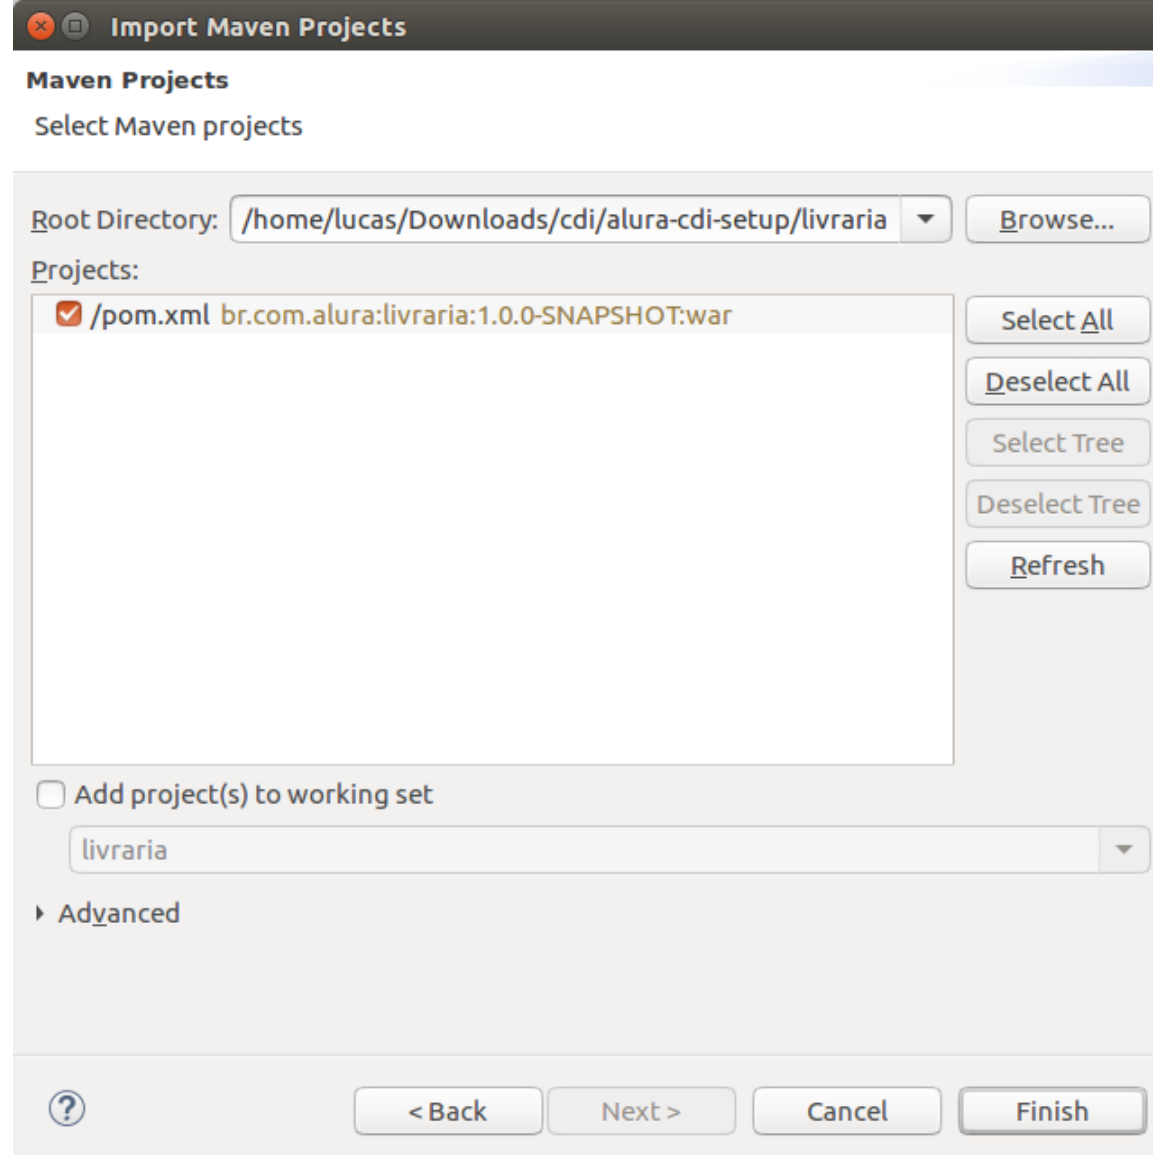 Import Maven Projects
Maven Projects
Select Maven projects
Root Directory: /home/lucas/Downloads/cdi/alura-cdi-setup/livraria Browse...
Projects:
/pom.xml br.com.alura:livraria:1.0.0-SNAPSHOT:war
Select All
Deselect All
Select Tree
Deselect Tree
Refresh
Add project(s) to working set
livraria
Advanced
? < Back Next > Cancel Finish